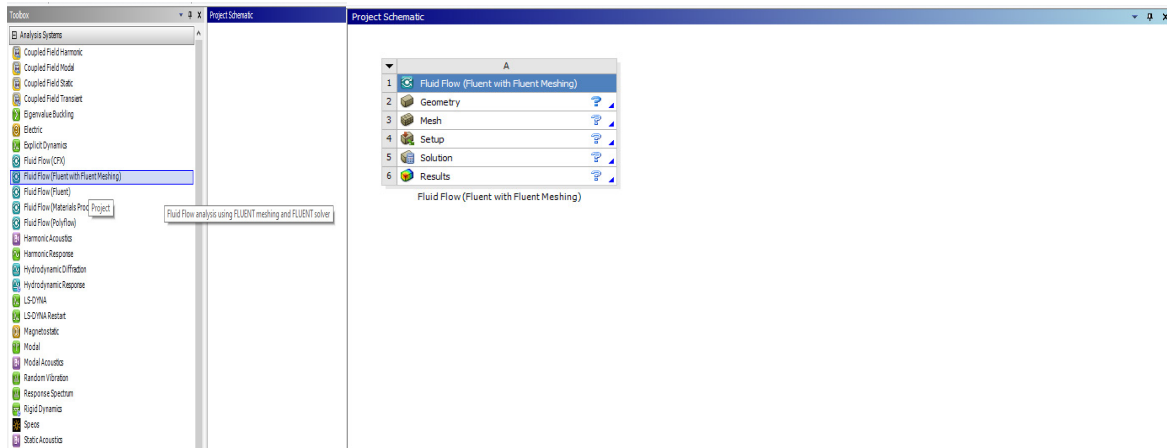 Toolbox
Project Schematic
Analysis Systems
Coupled Field Harmonic
Coupled Field Modal
Coupled Field Static
Coupled Field Transient
Eigenvalue Buckling
Electric
Explicit Dynamics
Fluid Flow (CFX)
Fluid Flow (Fluent with Fluent Meshing)
Fluid Flow (Fluent)
Fluid Flow (Materials Proc
Project
Fluid Flow (Polyflow)
Fluid Flow analysis using FLUENT meshing and FLUENT solver
Harmonic Acoustics
Harmonic Response
Hydrodynamic Diffraction
Hydrodynamic Response
LS-DYNA
LS-DYNA Restart
Magnetostatic
Modal
Modal Acoustics
Random Vibration
Response Spectrum
Rigid Dynamics
Speos
Static Acoustics
Project Schematic
A
1 Fluid Flow (Fluent with Fluent Meshing)
2 Geometry ?
3 Mesh ?
4 Setup ?
5 Solution ?
6 Results ?
Fluid Flow (Fluent with Fluent Meshing)